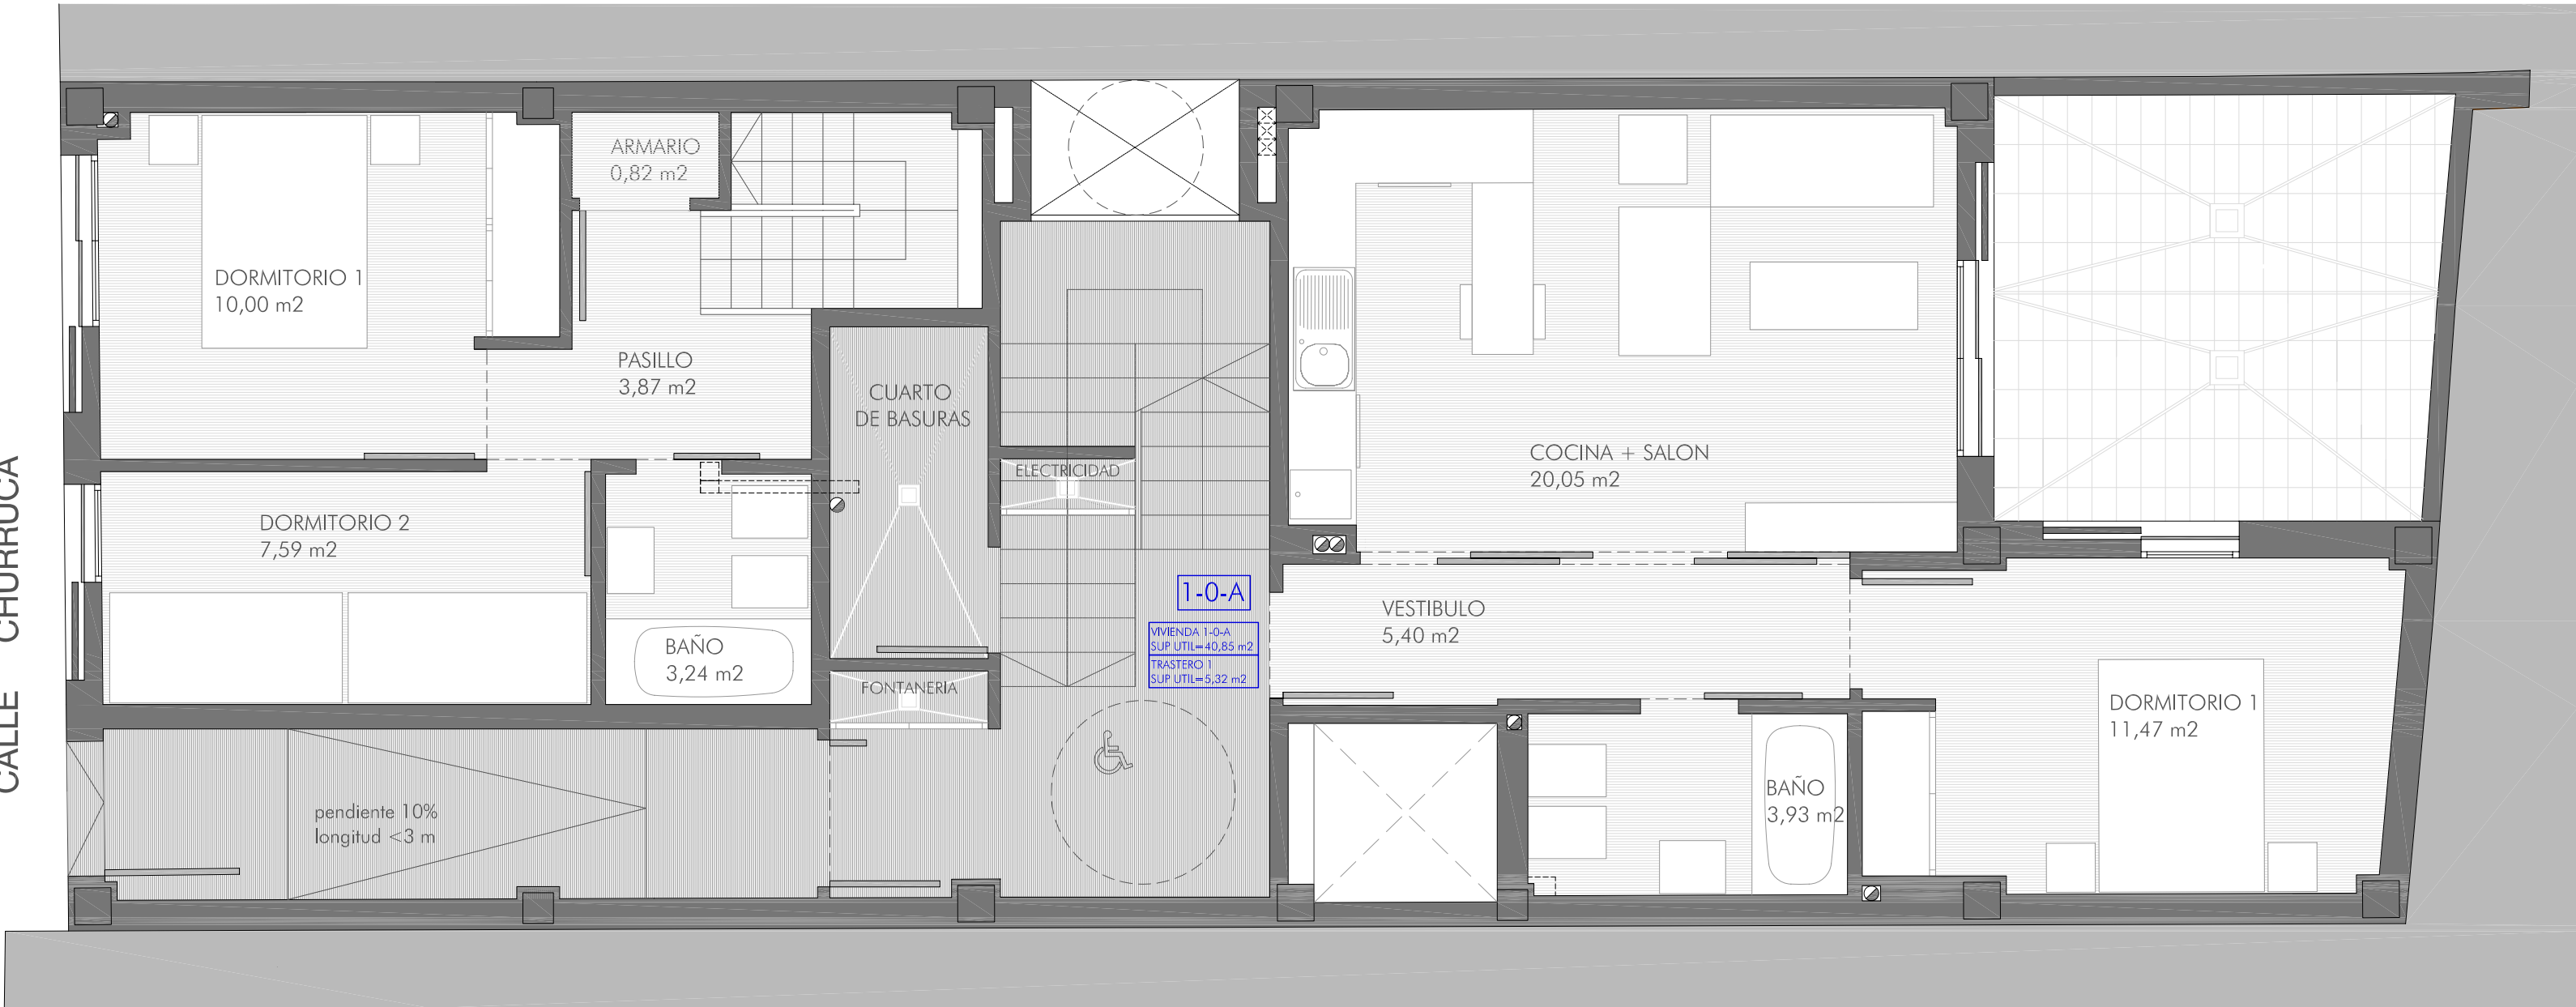 CALLE CHURRUCA
ARMARIO
0,82 m2
DORMITORIO 1
10,00 m2
PASILLO
3,87 m2
CUARTO
DE BASURAS
ELECTRICIDAD
COCINA + SALON
20,05 m2
DORMITORIO 2
7,59 m2
1-0-A
VIVIENDA 1-0-A
SUP UTIL=40,85 m2
TRASTERO 1
SUP UTIL=5,32 m2
VESTIBULO
5,40 m2
BAÑO
3,24 m2
FONTANERIA
DORMITORIO 1
11,47 m2
BAÑO
3,93 m2
pendiente 10%
longitud <3 m